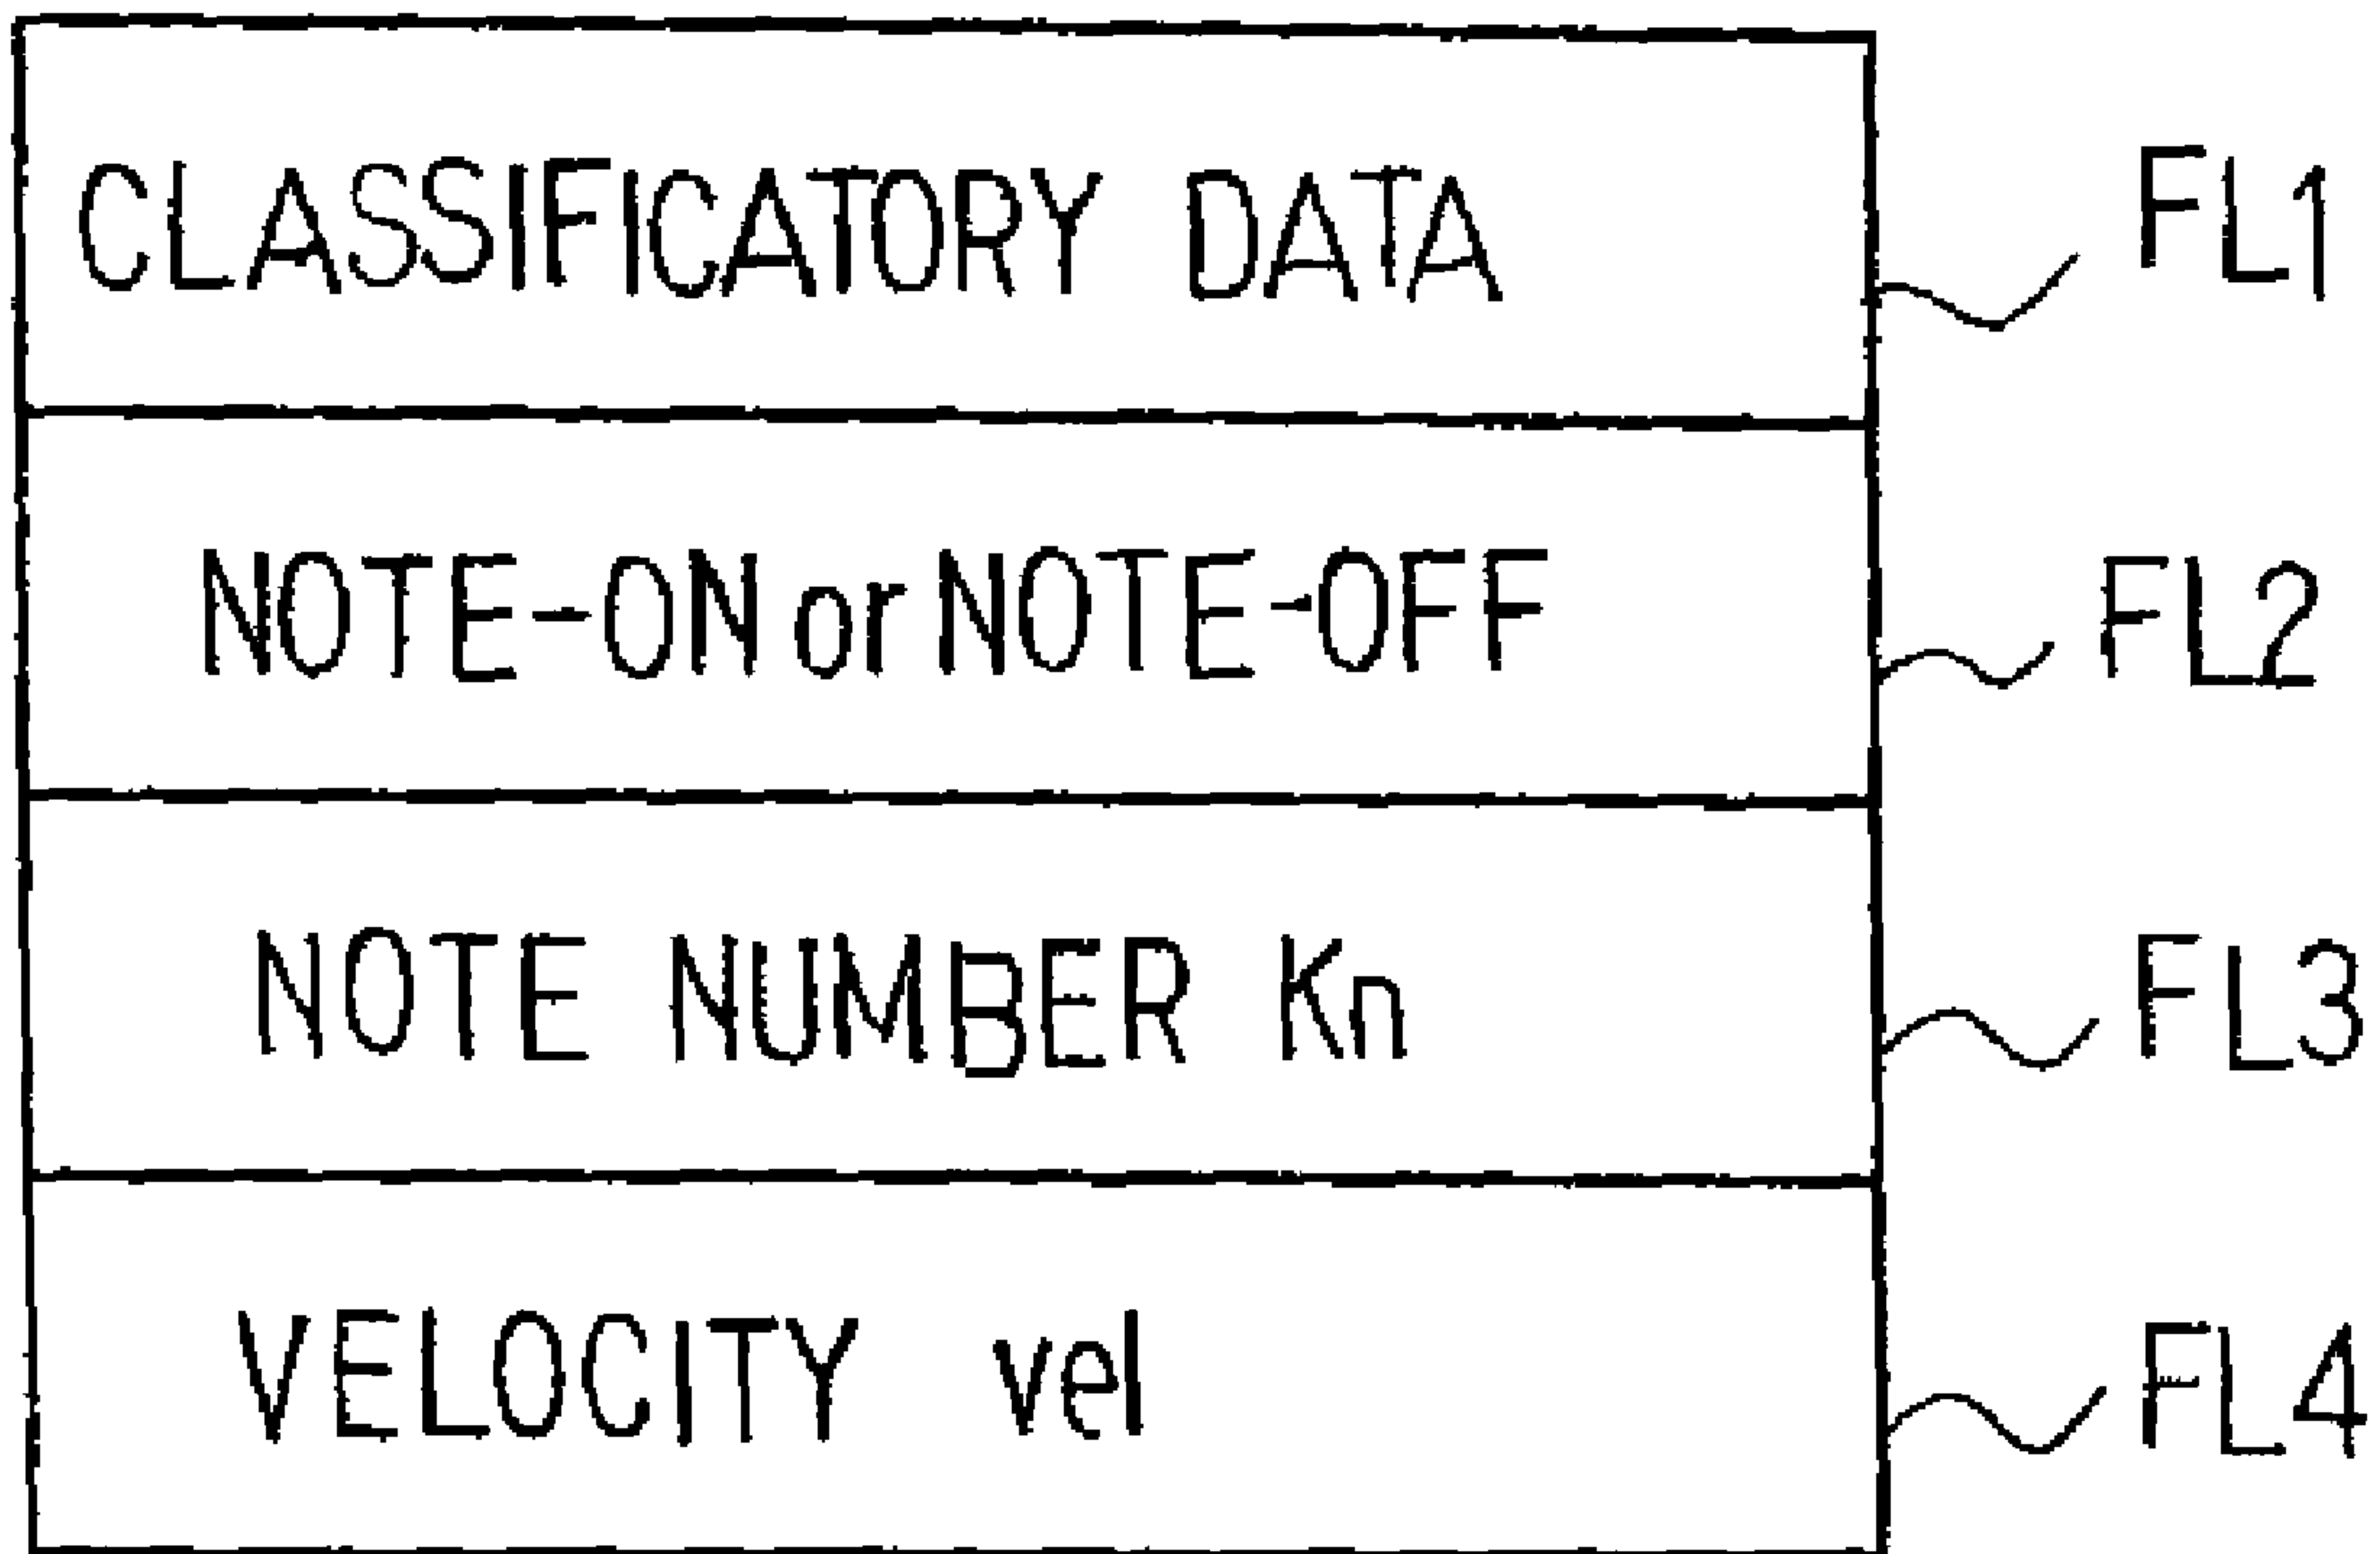 CLASSIFICATORY DATA FL1
NOTE-ON or NOTE-OFF FL2
NOTE NUMBER Kn FL3
VELOCITY vel FL4